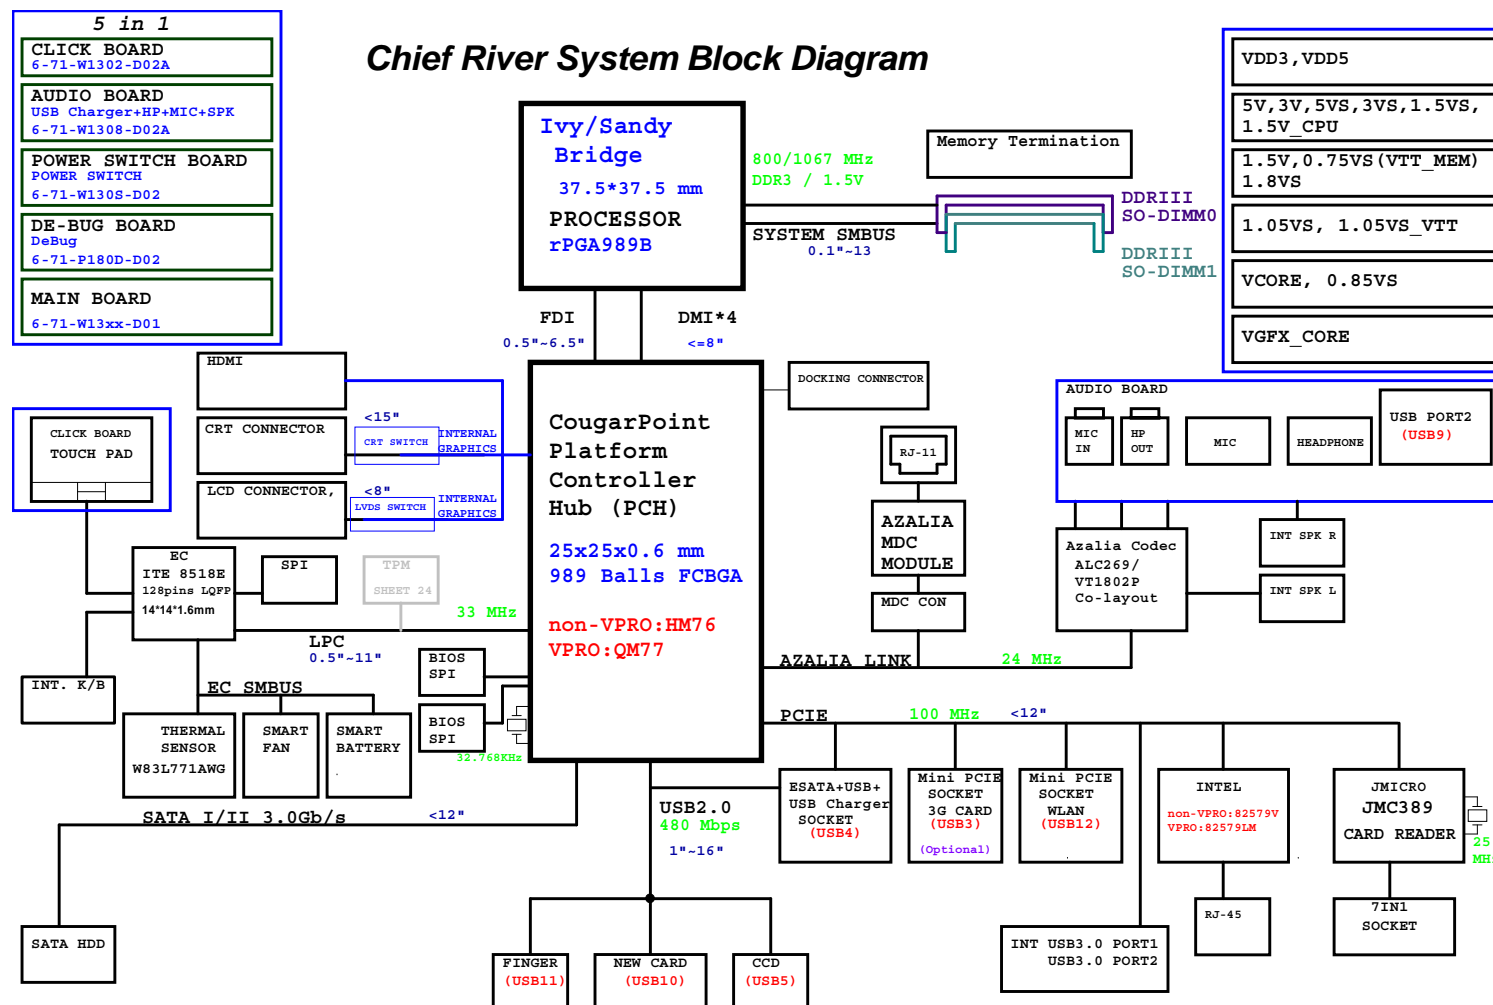 5 in 1
CLICK BOARD
6-71-W1302-D02A
AUDIO BOARD
USB Charger+HP+MIC+SPK
6-71-W1308-D02A
POWER SWITCH BOARD
POWER SWITCH
6-71-W130S-D02
DE-BUG BOARD
DeBug
6-71-P180D-D02
MAIN BOARD
6-71-W13xx-D01
Chief River System Block Diagram
Ivy/Sandy
Bridge
37.5*37.5 mm
PROCESSOR
rPGA989B
800/1067 MHz
DDR3 / 1.5V
SYSTEM SMBUS
0.1"~13
Memory Termination
DDRIII
SO-DIMM0
DDRIII
SO-DIMM1
VDD3,VDD5
5V,3V,5VS,3VS,1.5VS,
1.5V_CPU
1.5V,0.75VS(VTT_MEM)
1.8VS
1.05VS, 1.05VS_VTT
VCORE, 0.85VS
VGFX_CORE
FDI
0.5"~6.5"
DMI*4
<=8"
HDMI
CRT CONNECTOR
<15"
CRT SWITCH
INTERNAL
GRAPHICS
LCD CONNECTOR,
<8"
LVDS SWITCH
INTERNAL
GRAPHICS
CLICK BOARD
TOUCH PAD
CougarPoint
Platform
Controller
Hub (PCH)
25x25x0.6 mm
989 Balls FCBGA
non-VPRO:HM76
VPRO:QM77
DOCKING CONNECTOR
RJ-11
AZALIA
MDC
MODULE
MDC CON
AUDIO BOARD
MIC
IN
HP
OUT
MIC
HEADPHONE
USB PORT2
(USB9)
Azalia Codec
ALC269/
VT1802P
Co-layout
INT SPK R
INT SPK L
EC
ITE 8518E
128pins LQFP
14*14*1.6mm
SPI
TPM
SHEET 24
33 MHz
LPC
0.5"~11"
INT. K/B
EC SMBUS
THERMAL
SENSOR
W83L771AWG
SMART
FAN
SMART
BATTERY
BIOS
SPI
BIOS
SPI
32.768KHz
AZALIA LINK
24 MHz
PCIE
100 MHz
<12"
SATA I/II 3.0Gb/s
<12"
SATA HDD
USB2.0
480 Mbps
1"~16"
ESATA+USB+
USB Charger
SOCKET
(USB4)
Mini PCIE
SOCKET
3G CARD
(USB3)
(Optional)
Mini PCIE
SOCKET
WLAN
(USB12)
INTEL
non-VPRO:82579V
VPRO:82579LM
JMICRO
JMC389
CARD READER
25
MHz
RJ-45
7IN1
SOCKET
INT USB3.0 PORT1
USB3.0 PORT2
FINGER
(USB11)
NEW CARD
(USB10)
CCD
(USB5)